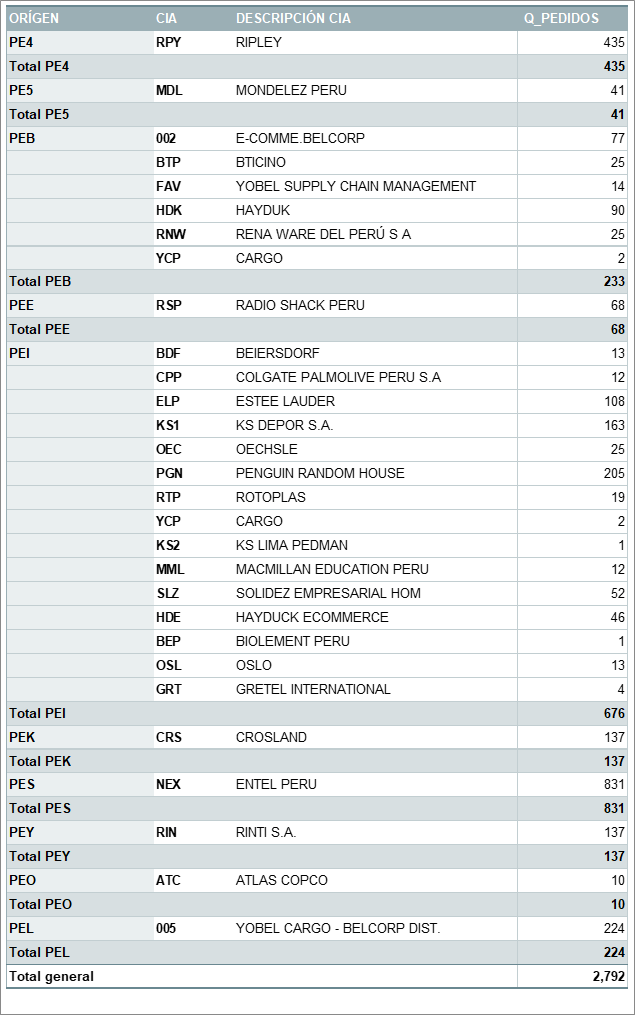 ORÍGEN CIA DESCRIPCIÓN CIA Q_PEDIDOS
PE4 RPY RIPLEY 435
Total PE4 435
PE5 MDL MONDELEZ PERU 41
Total PE5 41
PEB 002 E-COMME.BELCORP 77
BTP BTICINO 25
FAV YOBEL SUPPLY CHAIN MANAGEMENT 14
HDK HAYDUK 90
RNW RENA WARE DEL PERÚ S A 25
YCP CARGO 2
Total PEB 233
PEE RSP RADIO SHACK PERU 68
Total PEE 68
PEI BDF BEIERSDORF 13
CPP COLGATE PALMOLIVE PERU S.A 12
ELP ESTEE LAUDER 108
KS1 KS DEPOR S.A. 163
OEC OECHSLE 25
PGN PENGUIN RANDOM HOUSE 205
RTP ROTOPLAS 19
YCP CARGO 2
KS2 KS LIMA PEDMAN 1
MML MACMILLAN EDUCATION PERU 12
SLZ SOLIDEZ EMPRESARIAL HOM 52
HDE HAYDUCK ECOMMERCE 46
BEP BIOLEMENT PERU 1
OSL OSLO 13
GRT GRETEL INTERNATIONAL 4
Total PEI 676
PEK CRS CROSLAND 137
Total PEK 137
PES NEX ENTEL PERU 831
Total PES 831
PEY RIN RINTI S.A. 137
Total PEY 137
PEO ATC ATLAS COPCO 10
Total PEO 10
PEL 005 YOBEL CARGO - BELCORP DIST. 224
Total PEL 224
Total general 2,792